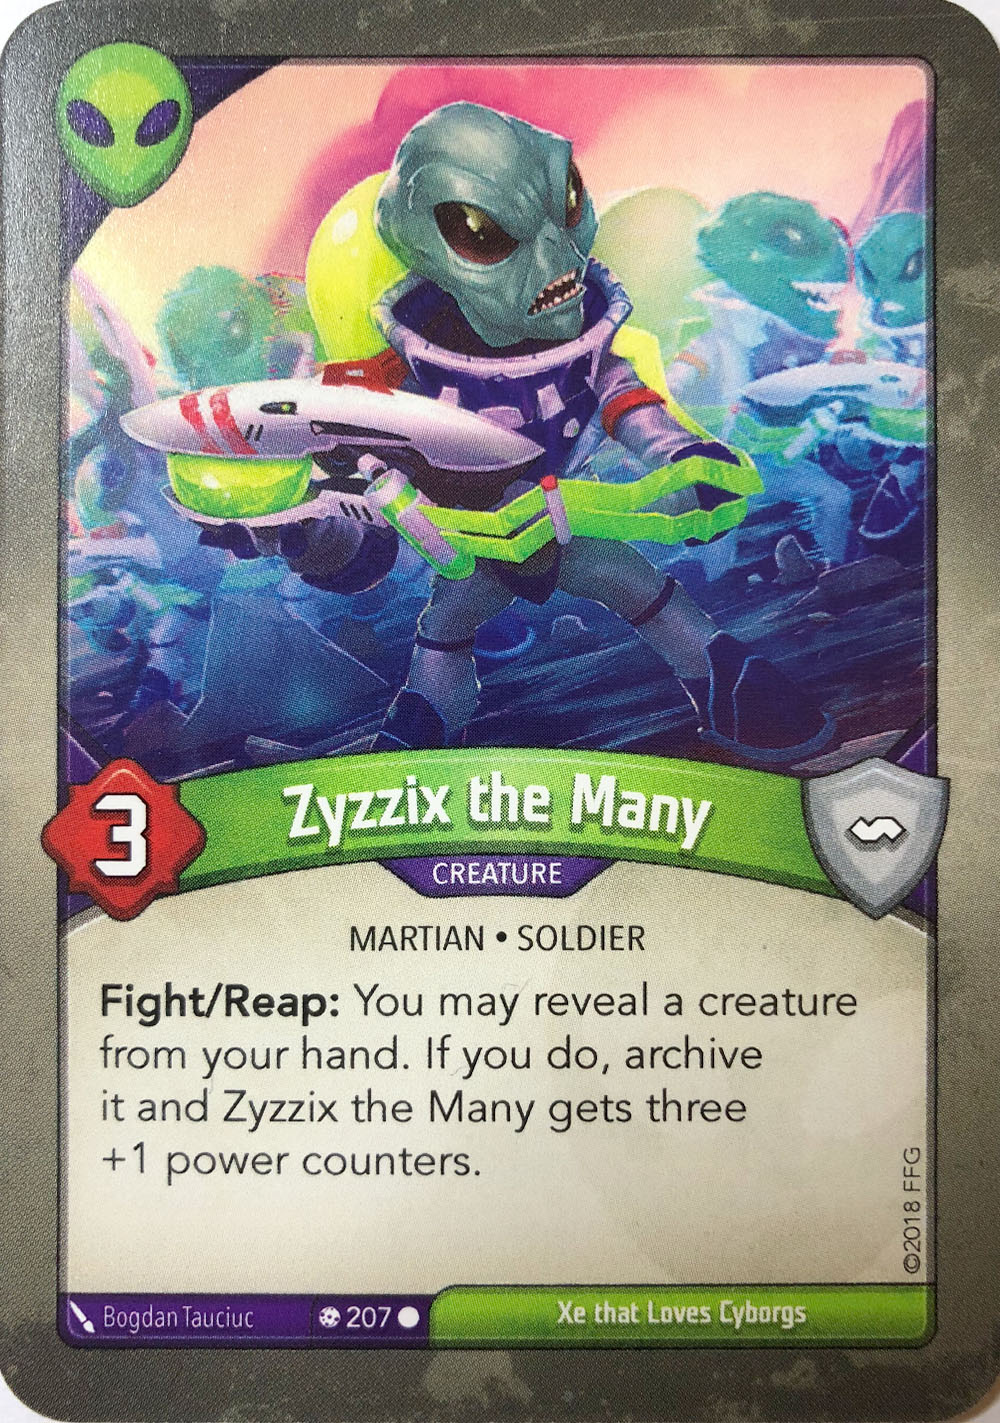 3
Zyzzix the Many
CREATURE
MARTIAN • SOLDIER
Fight/Reap: You may reveal a creature
from your hand. If you do, archive
it and Zyzzix the Many gets three
+1 power counters.
©2018 FFG
Bogdan Tauciuc
207
Xe that Loves Cyborgs